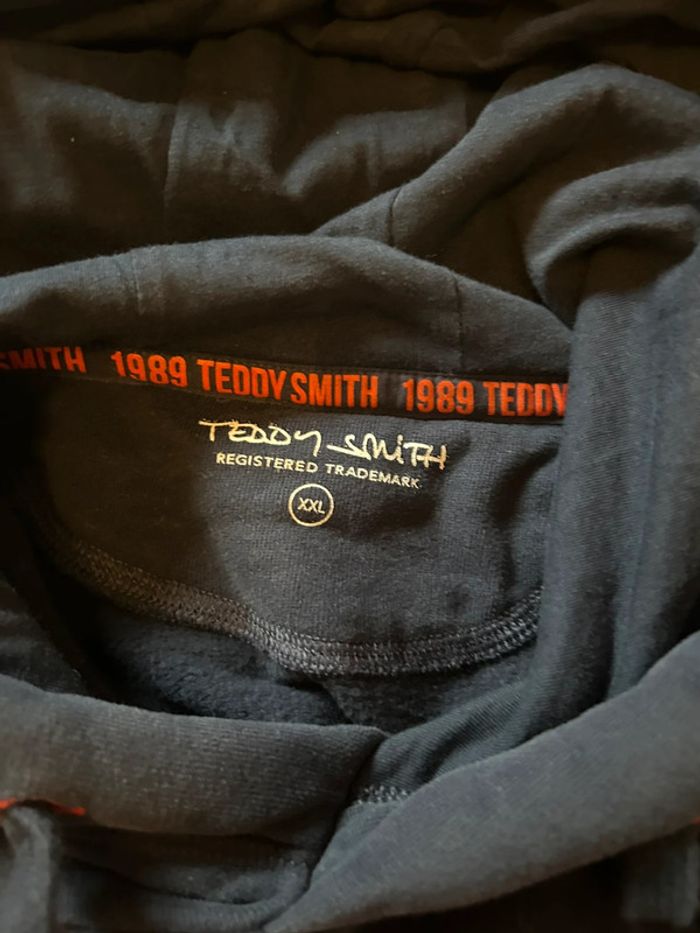 SMITH 1989 TEDDY SMITH 1989 TEDDY
TEDDY SMiTH
REGISTERED TRADEMARK
XXL